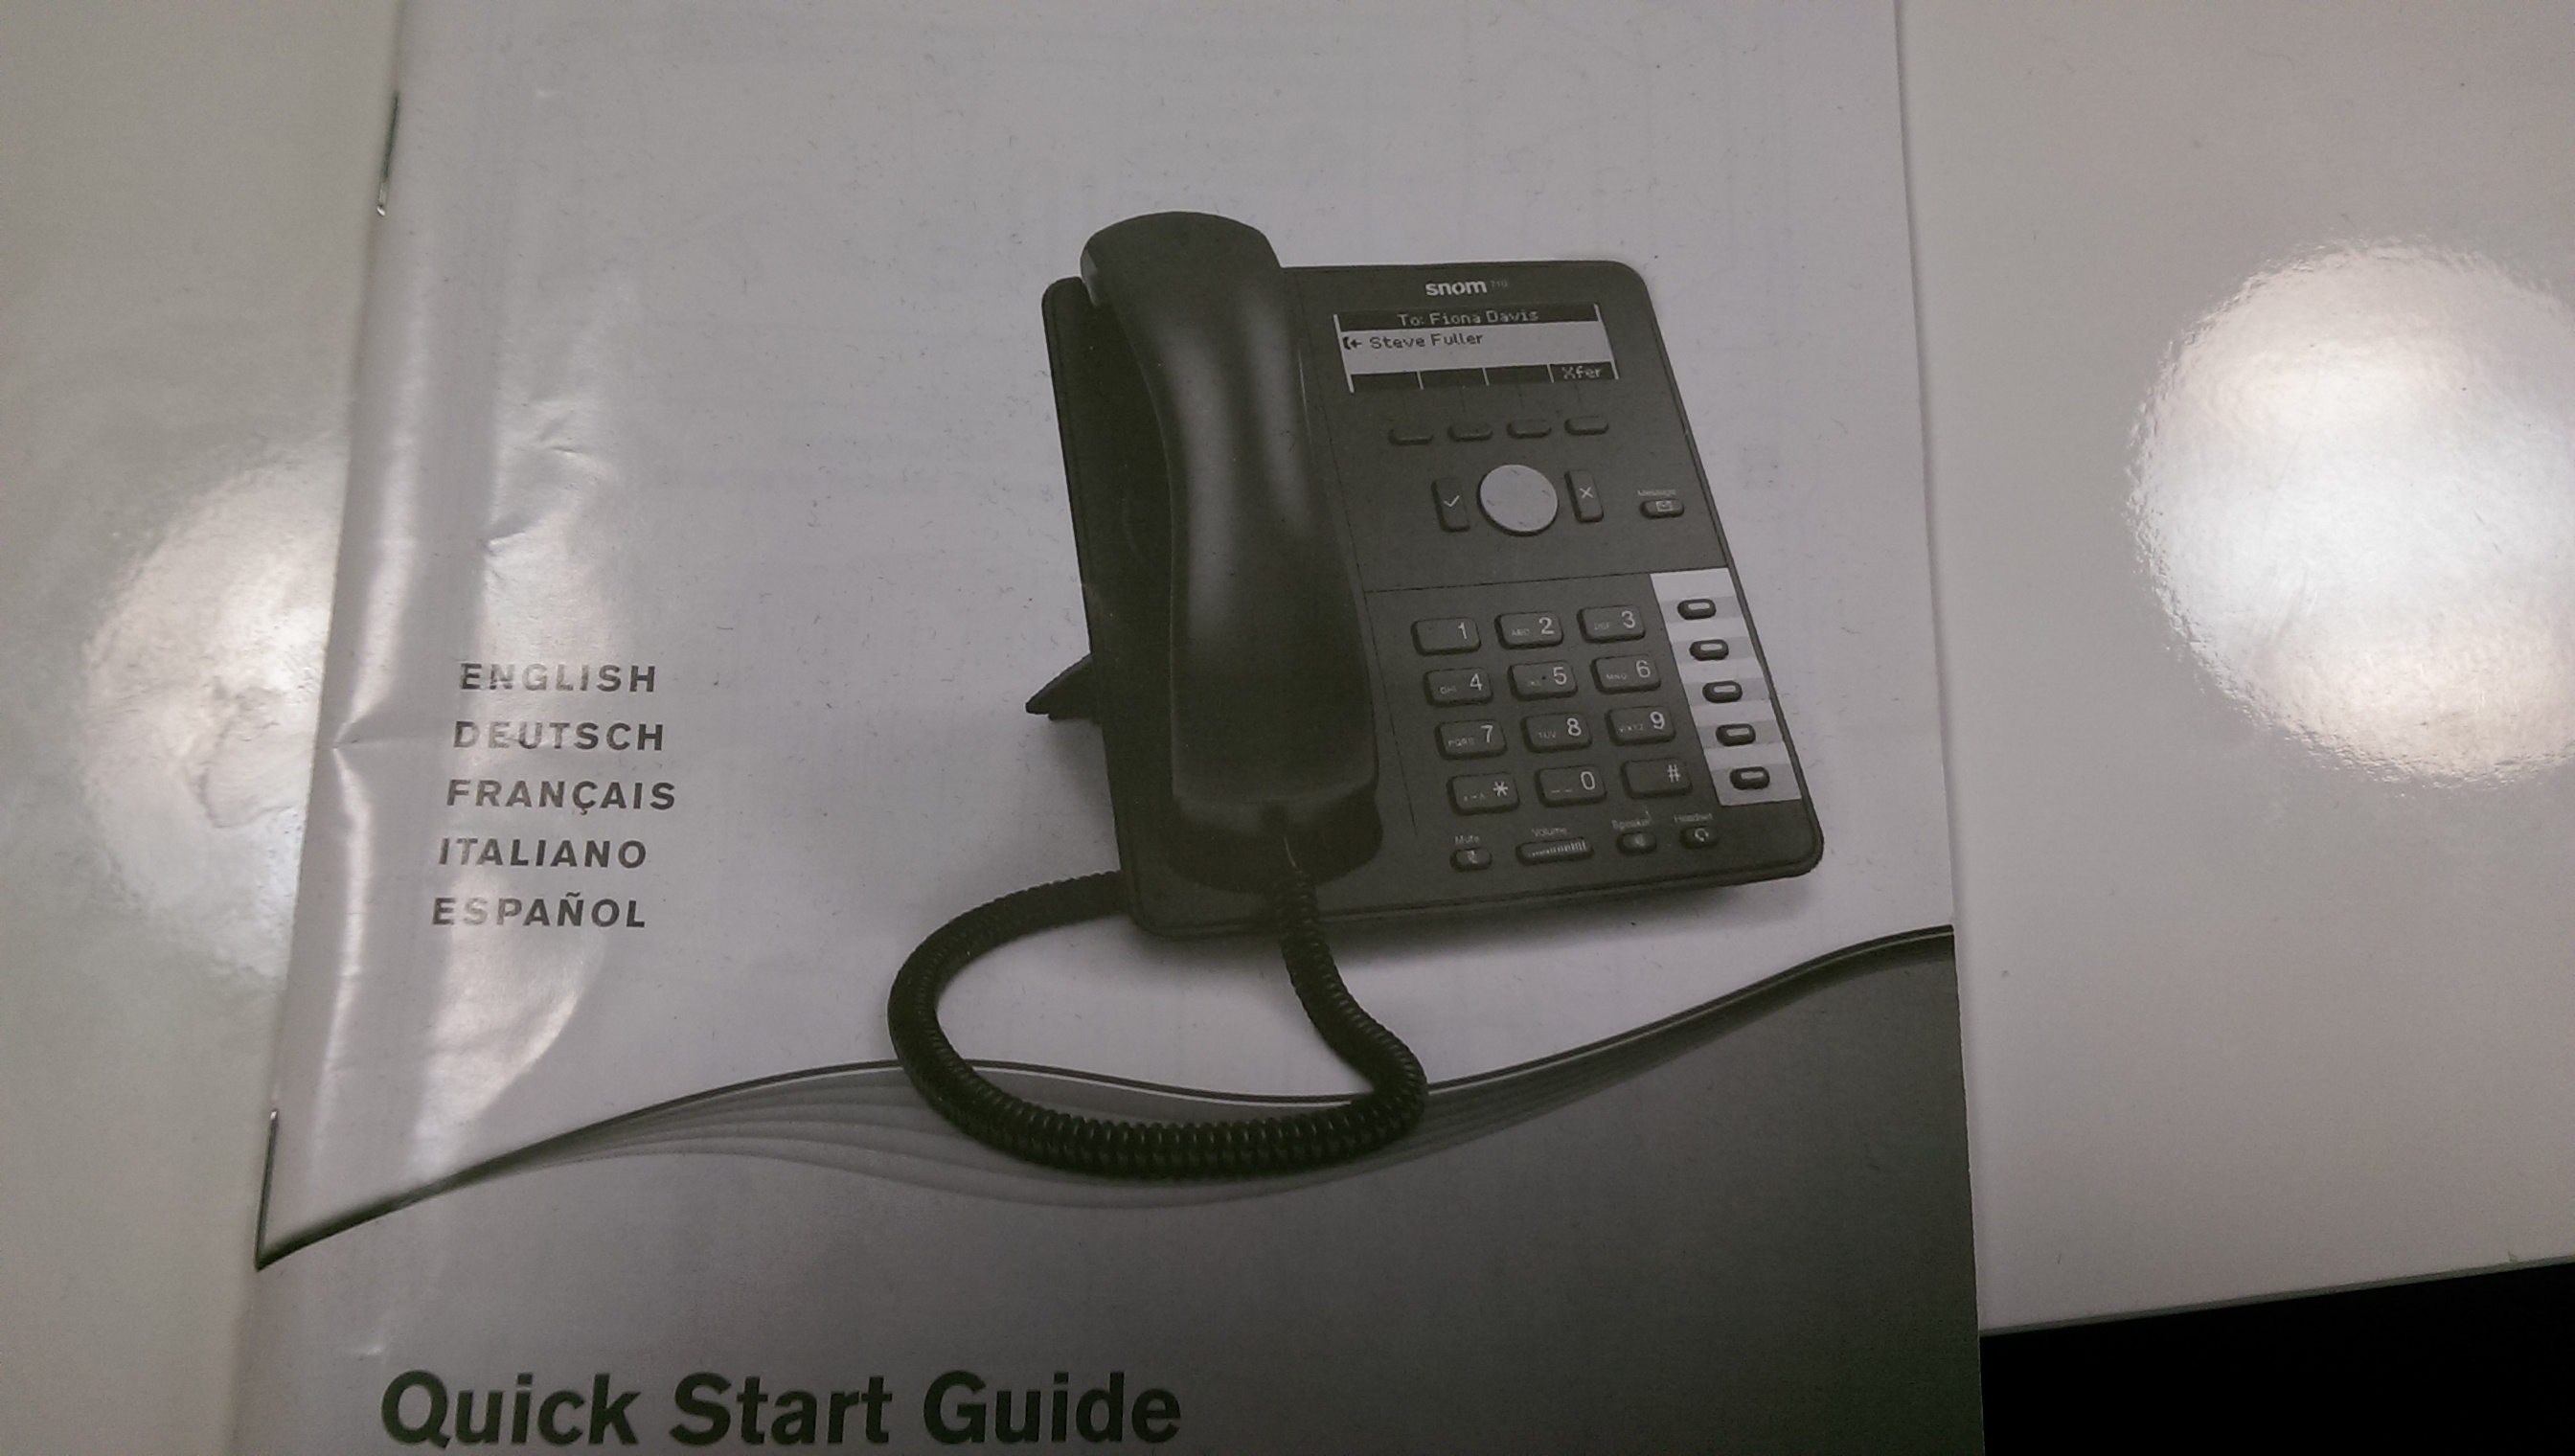 snom 710
To: Fiona Davis
Steve Fuller
Xfer
Message
1 ABC 2 DEF 3
GHI 4 JKL 5 MNO 6
PQRS 7 TUV 8 WXYZ 9
* 0 #
Mute Volume Speaker Headset
ENGLISH
DEUTSCH
FRANÇAIS
ITALIANO
ESPAÑOL
Quick Start Guide